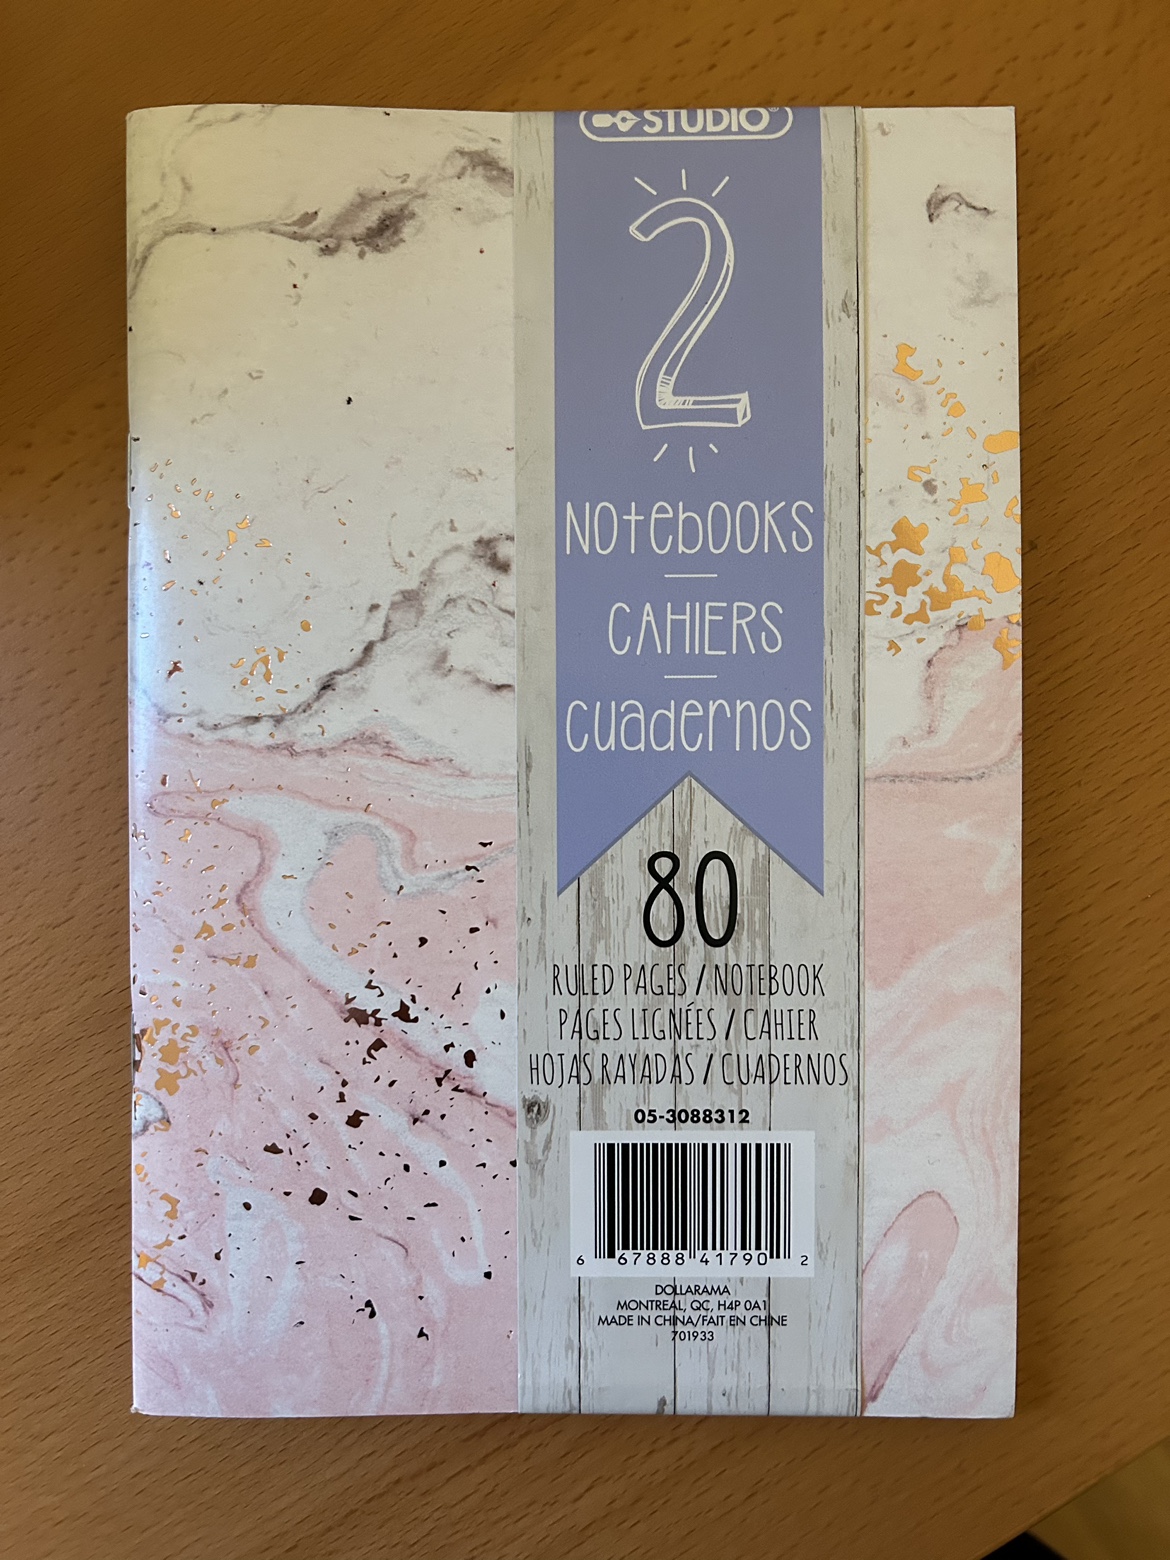 STUDIO®
2
NOtebOOKS
CAHIERS
cuadernos
80
RULED PAGES / NOTEBOOK
PAGES LIGNÉES / CAHIER
HOJAS RAYADAS / CUADERNOS
05-3088312
6 67888 41790 2
DOLLARAMA
MONTREAL, QC, H4P 0A1
MADE IN CHINA/FAIT EN CHINE
701933